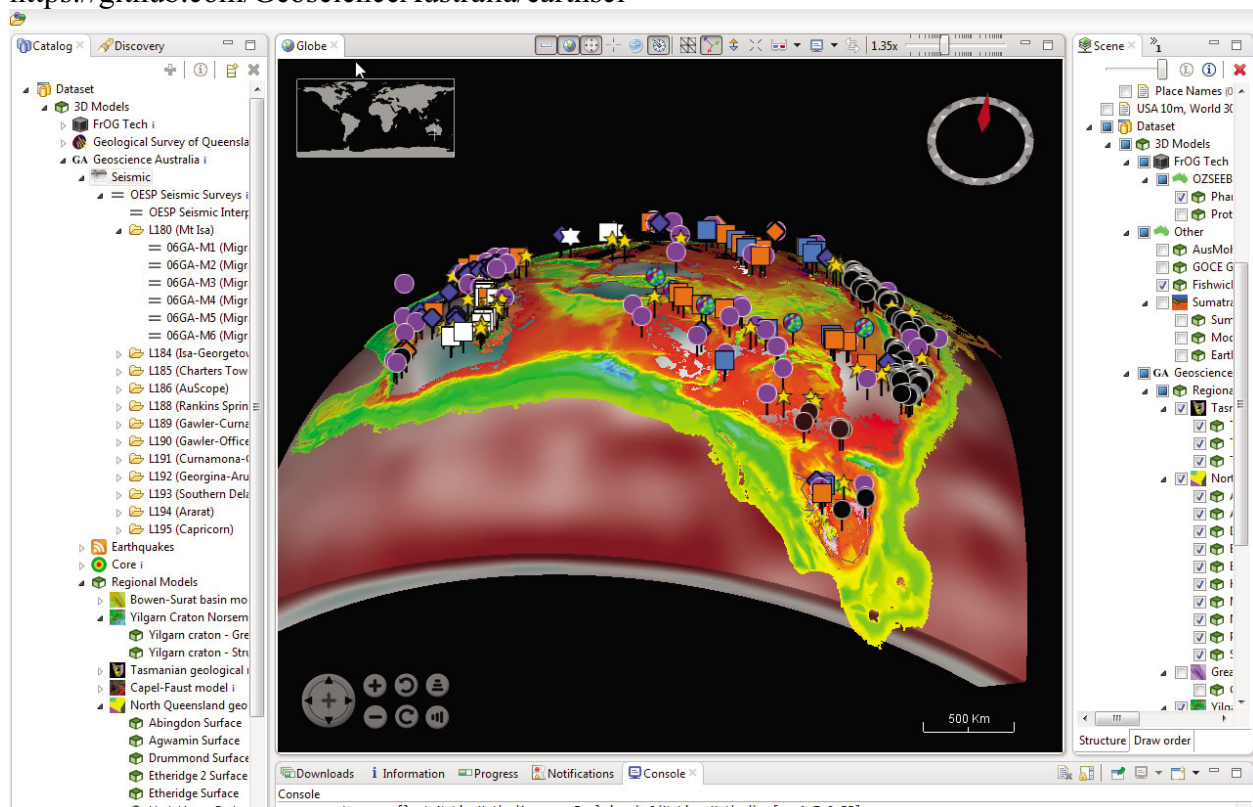 Catalog
Discovery
Globe
1.35x
Scene
1
Dataset
3D Models
FrOG Tech
Geological Survey of Queensla
GA Geoscience Australia
Seismic
OESP Seismic Surveys
OESP Seismic Interp
L180 (Mt Isa)
06GA-M1 (Migr
06GA-M2 (Migr
06GA-M3 (Migr
06GA-M4 (Migr
06GA-M5 (Migr
06GA-M6 (Migr
L184 (Isa-Georgetov
L185 (Charters Tow
L186 (AuScope)
L188 (Rankins Sprin
L189 (Gawler-Curna
L190 (Gawler-Office
L191 (Curnamona-
L192 (Georgina-Aru
L193 (Southern Dela
L194 (Ararat)
L195 (Capricorn)
Earthquakes
Core
Regional Models
Bowen-Surat basin mo
Yilgarn Craton Norsem
Yilgarn craton - Gre
Yilgarn craton - Stru
Tasmanian geological
Capel-Faust model
North Queensland geo
Abingdon Surface
Agwamin Surface
Drummond Surface
Etheridge 2 Surface
Etheridge Surface
500 Km
Place Names (0
USA 10m, World 30
Dataset
3D Models
FrOG Tech
OZSEEB
Phar
Prot
Other
AusMoh
GOCE G
Fishwick
Sumatra
Sum
Moc
Eartl
GA Geoscience
Regiona
Tasr
Nort
Grea
Yilga
Structure
Draw order
Downloads
Information
Progress
Notifications
Console
Console